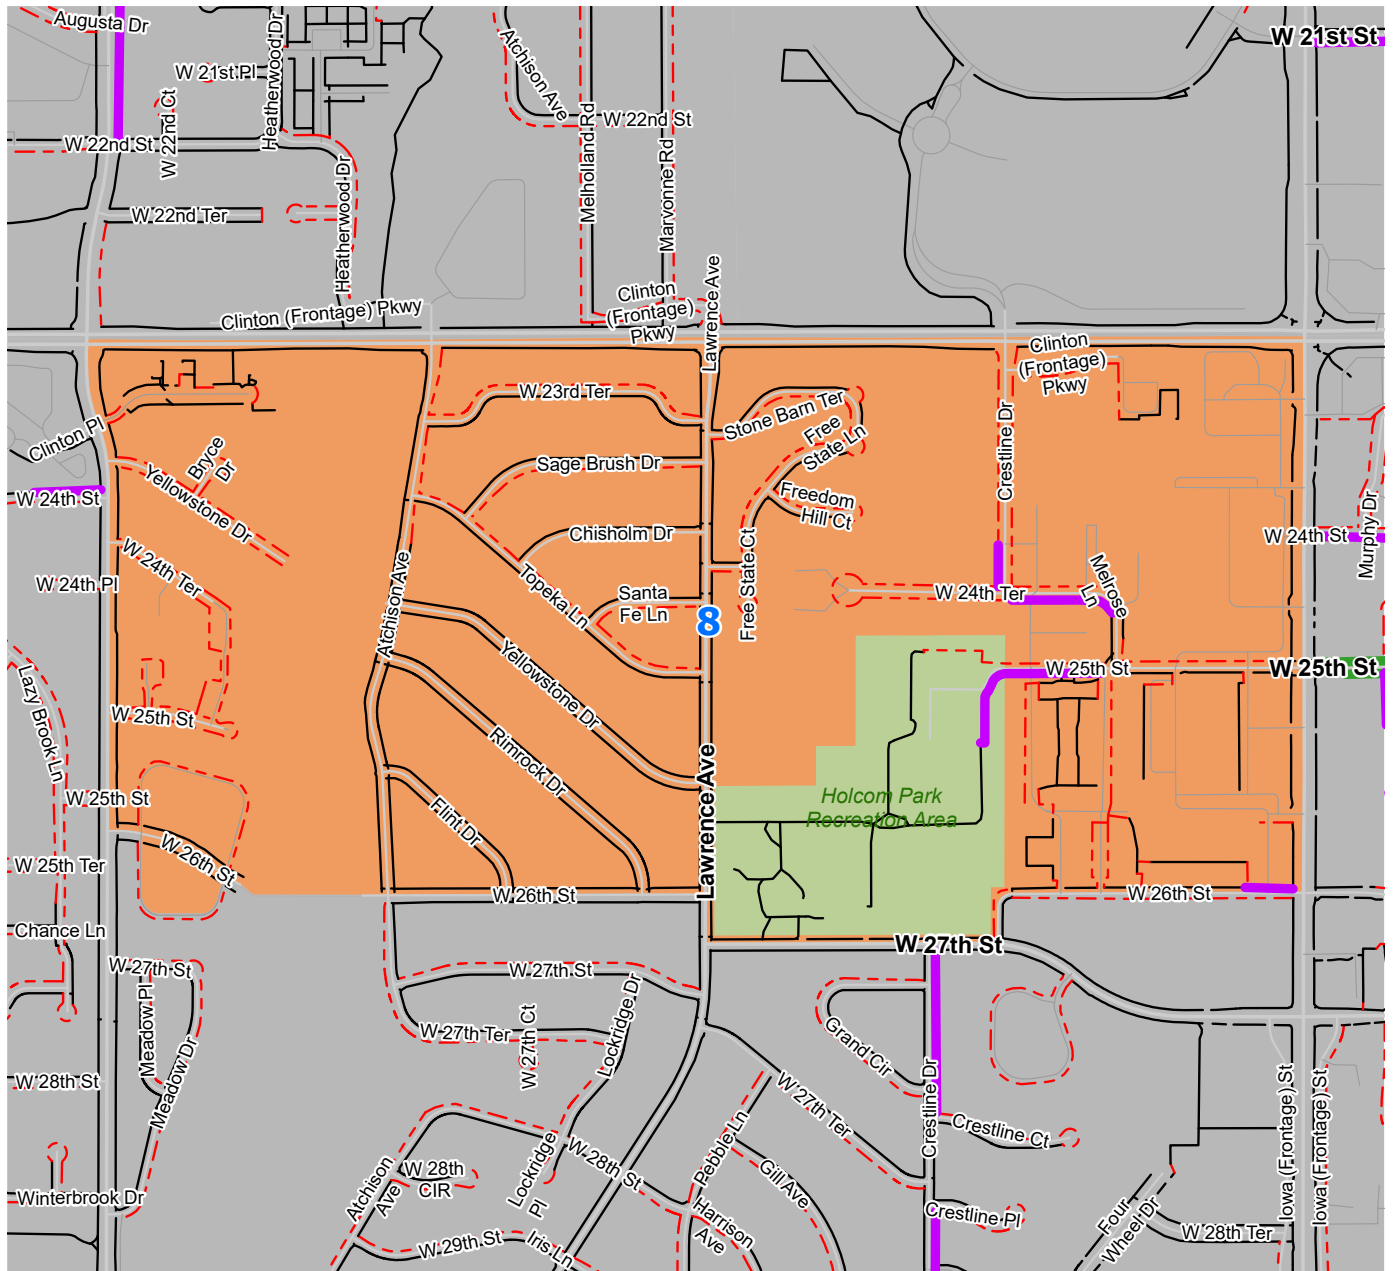 Augusta Dr
W 21st Pl
Heatherwood Dr
Atchison Ave
W 21st St
W 22nd Ct
W 22nd St
Melholland Rd
W 22nd St
Marvonne Rd
Heatherwood Dr
W 22nd Ter
Clinton (Frontage) Pkwy
Clinton
(Frontage)
Pkwy
Lawrence Ave
Clinton
(Frontage)
Pkwy
W 23rd Ter
Stone Barn Ter
Free
State Ln
Crestline Dr
Clinton Pl
Bryce
Dr
Yellowstone Dr
Sage Brush Dr
Freedom
Hill Ct
W 24th St
Chisholm Dr
W 24th St
Murphy Dr
W 24th Pl
W 24th Ter
Atchison Ave
Topeka Ln
Santa
Fe Ln
8
Free State Ct
W 24th Ter
Melrose
Ln
Yellowstone Dr
W 25th St
W 25th St
Lazy Brook Ln
W 25th St
Rimrock Dr
Lawrence Ave
W 25th St
Flint Dr
Holcom Park
Recreation Area
W 26th St
W 25th Ter
W 26th St
W 26th St
Chance Ln
W 27th St
W 27th St
W 27th St
Meadow Pl
Meadow Dr
W 27th Ter
W 27th Ct
Lockridge Dr
Grand Cir
Crestline Dr
W 28th St
W 27th Ter
Crestline Ct
Iowa (Frontage) St
Iowa (Frontage) St
Pebble Ln
Gill Ave
Lockridge
Pl
W 28th St
W 28th
CIR
Atchison
Ave
Winterbrook Dr
Harrison
Ave
Crestline Pl
Four
Wheel Dr
W 28th Ter
W 29th St
Iris Ln